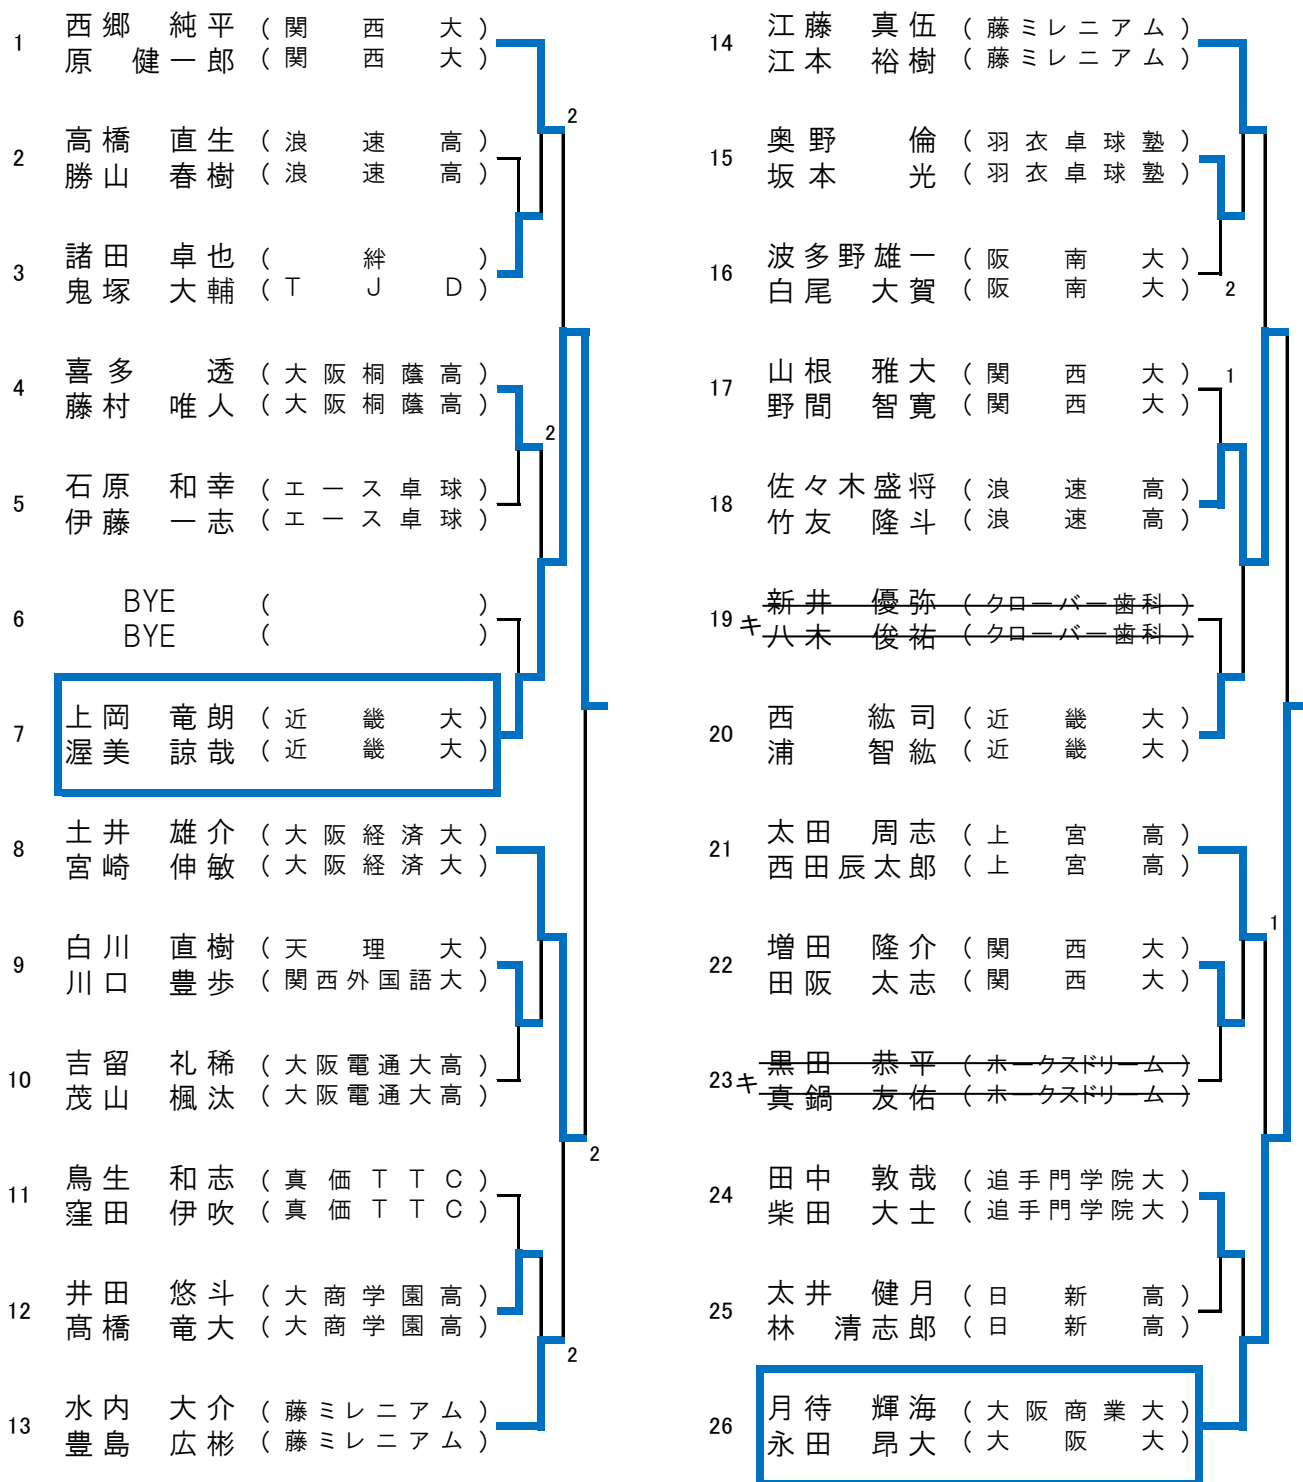 1 西郷 純平 (関西大)
原 健一郎 (関西大)
2
2 高橋 直生 (浪速高)
勝山 春樹 (浪速高)
3 諸田 卓也 (絆)
鬼塚 大輔 (TJD)
4 喜多 透 (大阪桐蔭高)
藤村 唯人 (大阪桐蔭高)
2
5 石原 和幸 (エース卓球)
伊藤 一志 (エース卓球)
6 BYE ( )
BYE ( )
7 上岡 竜朗 (近畿大)
渥美 諒哉 (近畿大)
8 土井 雄介 (大阪経済大)
宮崎 伸敏 (大阪経済大)
9 白川 直樹 (天理大)
川口 豊歩 (関西外国語大)
10 吉留 礼稀 (大阪電通大高)
茂山 楓汰 (大阪電通大高)
2
11 鳥生 和志 (真価TTC)
窪田 伊吹 (真価TTC)
12 井田 悠斗 (大商学園高)
髙橋 竜大 (大商学園高)
2
13 水内 大介 (藤ミレニアム)
豊島 広彬 (藤ミレニアム)
14 江藤 真伍 (藤ミレニアム)
江本 裕樹 (藤ミレニアム)
15 奥野 倫 (羽衣卓球塾)
坂本 光 (羽衣卓球塾)
16 波多野雄一 (阪南大)
白尾 大賀 (阪南大)
2
17 山根 雅大 (関西大)
1
野間 智寛 (関西大)
18 佐々木盛将 (浪速高)
竹友 隆斗 (浪速高)
19 キ 新井 優弥 (クローバー歯科)
八木 俊祐 (クローバー歯科)
20 西 紘司 (近畿大)
浦 智紘 (近畿大)
21 太田 周志 (上宮高)
西田辰太郎 (上宮高)
1
22 増田 隆介 (関西大)
田阪 太志 (関西大)
23 キ 黒田 恭平 (ホークスドリーム)
真鍋 友佑 (ホークスドリーム)
24 田中 敦哉 (追手門学院大)
柴田 大士 (追手門学院大)
25 太井 健月 (日新高)
林 清志郎 (日新高)
26 月待 輝海 (大阪商業大)
永田 昂大 (大阪大)